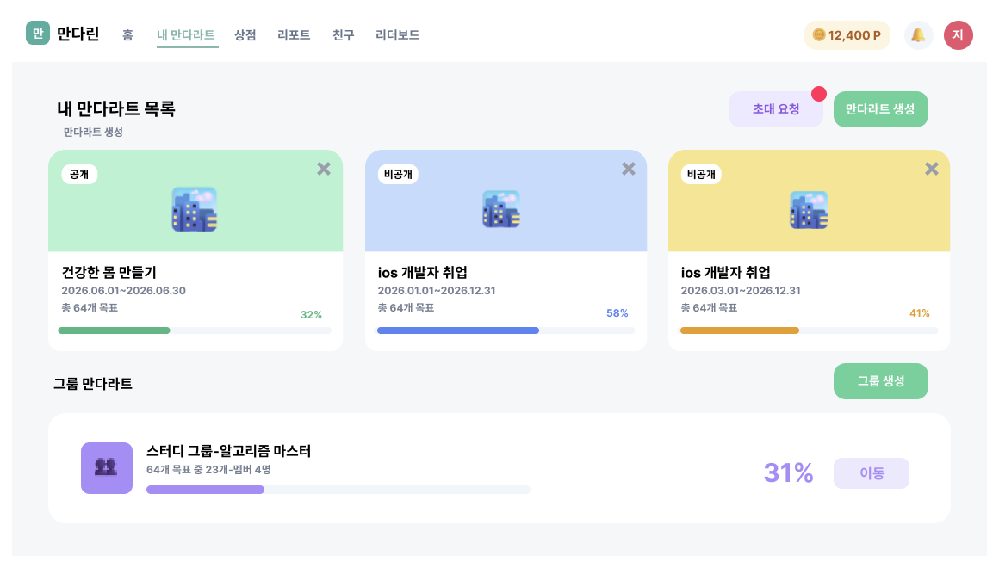 만 만다린 홈 내 만다라트 상점 리포트 친구 리더보드 12,400 P 지
내 만다라트 목록
만다라트 생성
초대 요청
만다라트 생성
공개
건강한 몸 만들기
2026.06.01~2026.06.30
총 64개 목표
32%
비공개
ios 개발자 취업
2026.01.01~2026.12.31
총 64개 목표
58%
비공개
ios 개발자 취업
2026.03.01~2026.12.31
총 64개 목표
41%
그룹 만다라트
그룹 생성
스터디 그룹-알고리즘 마스터
64개 목표 중 23개-멤버 4명
31%
이동